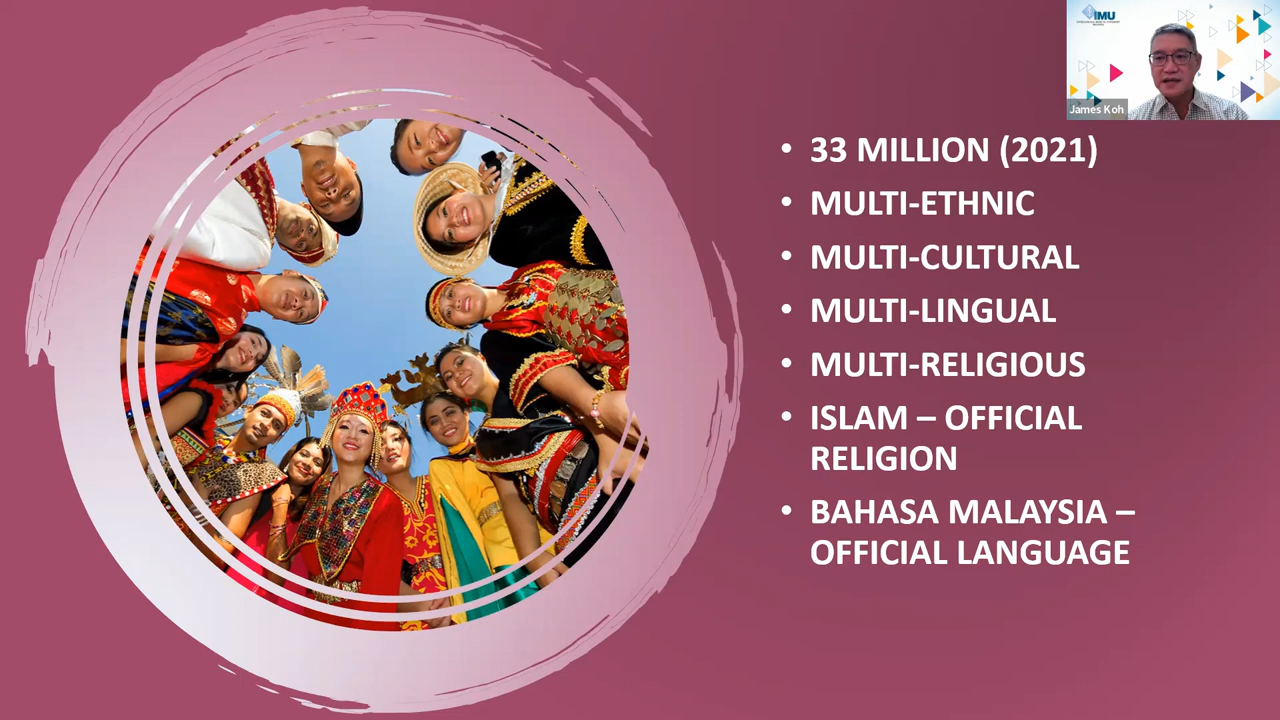 IMU
James Koh
• 33 MILLION (2021)
• MULTI-ETHNIC
• MULTI-CULTURAL
• MULTI-LINGUAL
• MULTI-RELIGIOUS
• ISLAM – OFFICIAL
RELIGION
• BAHASA MALAYSIA –
OFFICIAL LANGUAGE